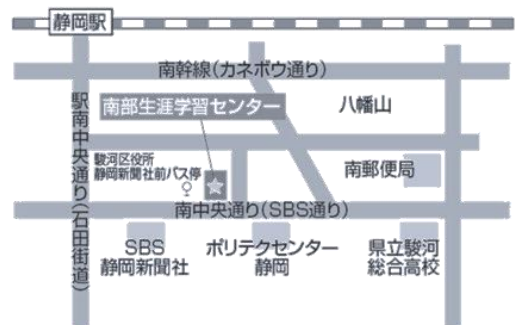 静岡駅
南幹線(カネボウ通り)
南部生涯学習センター
八幡山
駅南中央通り(石田街道)
駿河区役所
静岡新聞社前バス停
南郵便局
南中央通り(SBS通り)
SBS
静岡新聞社
ポリテクセンター
静岡
県立駿河
総合高校